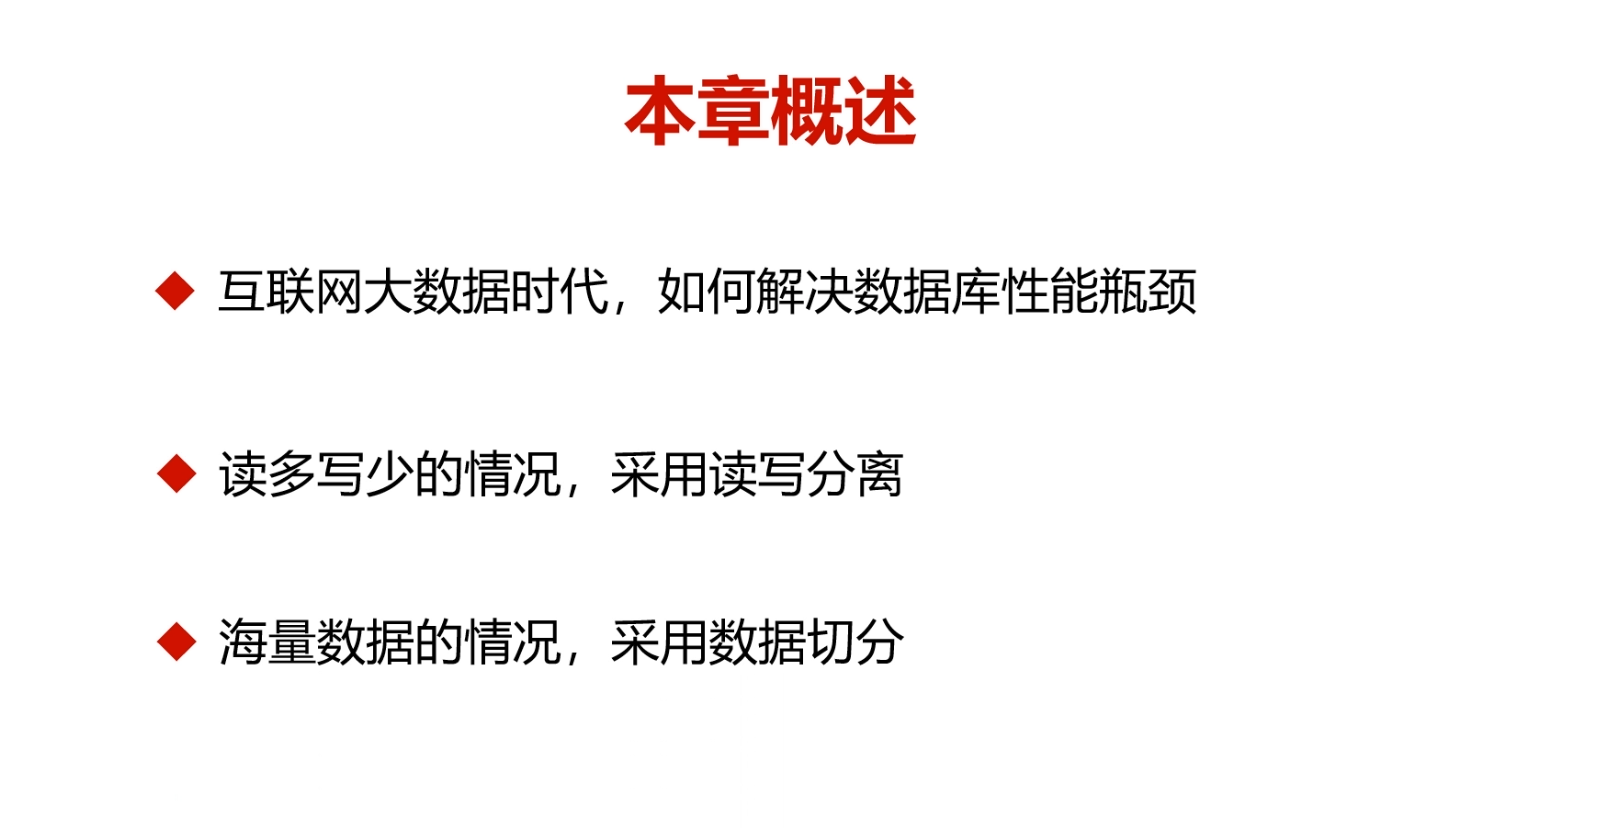 本章概述
互联网大数据时代，如何解决数据库性能瓶颈
读多写少的情况，采用读写分离
海量数据的情况，采用数据切分